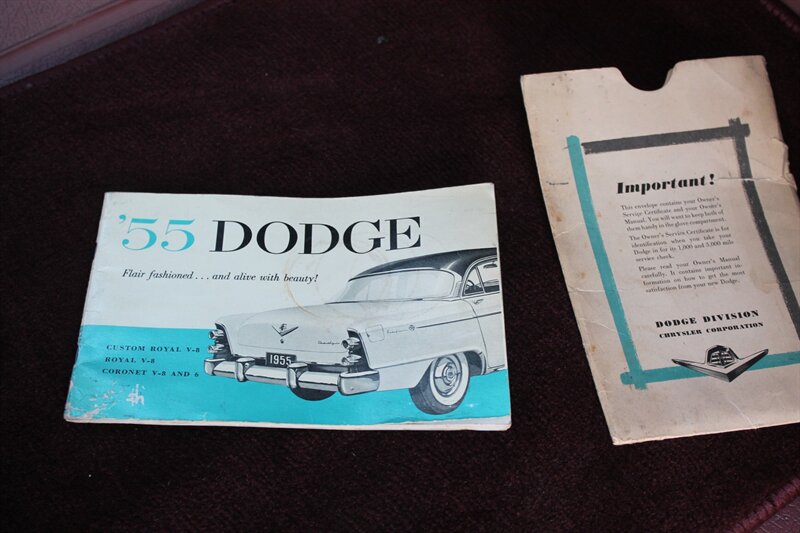 '55 DODGE
Flair fashioned . . . and alive with beauty!
CUSTOM ROYAL V-8
ROYAL V-8
CORONET V-8 AND 6
1955
Important!
This envelope contains your Owner's
Service Certificate and your Owner's
Manual. You will want to keep both of
them handy in the glove compartment.
The Owner's Service Certificate is for
identification when you take your
Dodge in for its 1,000 and 3,000 mile
service check.
Please read your Owner's Manual
carefully. It contains important in-
formation on how to get the most
satisfaction from your new Dodge.
DODGE DIVISION
CHRYSLER CORPORATION